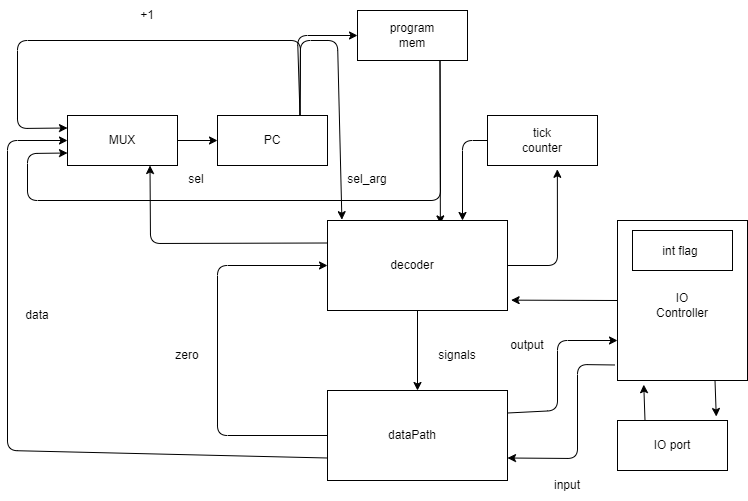 +1
program
mem
MUX
PC
tick
counter
sel
sel_arg
decoder
int flag
IO
Controller
data
zero
signals
output
dataPath
IO port
input